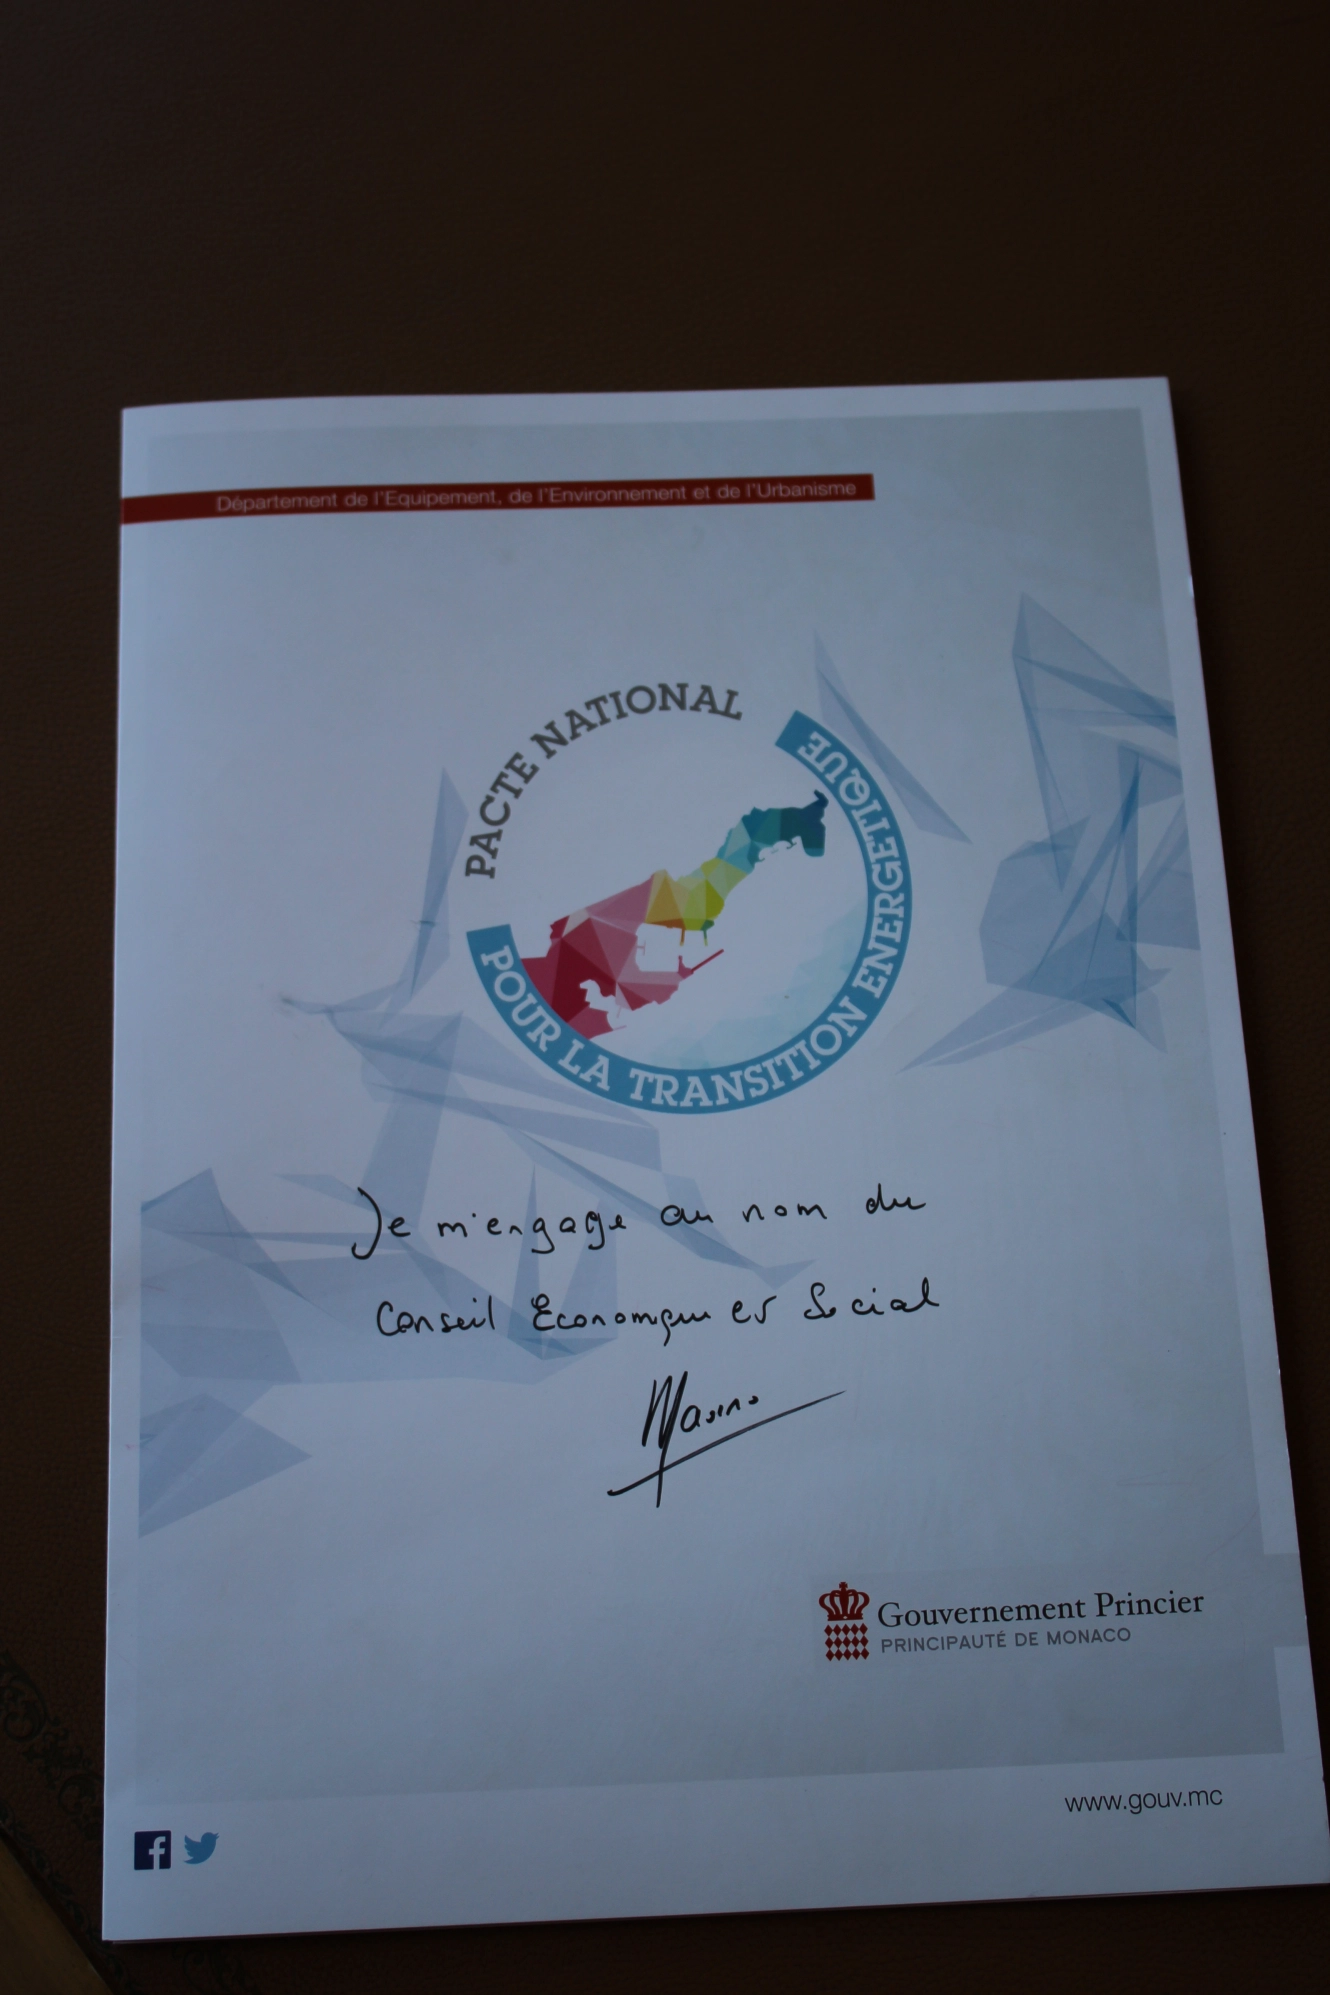 Département de l'Equipement, de l'Environnement et de l'Urbanisme
PACTE NATIONAL
POUR LA TRANSITION ENERGETIQUE
Je m'engage au nom du
Conseil Economique et Social
Gouvernement Princier
PRINCIPAUTÉ DE MONACO
www.gouv.mc